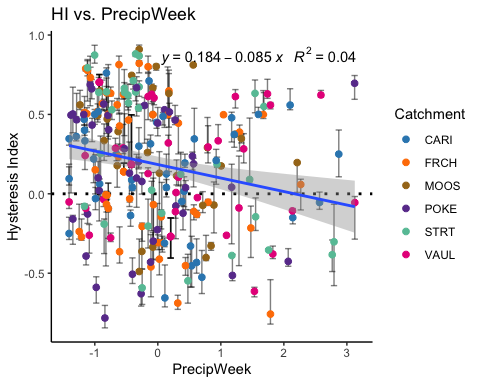 HI vs. PrecipWeek
y = 0.184 – 0.085 x R² = 0.04
Hysteresis Index
1.0
0.5
0.0
-0.5
-1
0
1
2
3
PrecipWeek
Catchment
CARI
FRCH
MOOS
POKE
STRT
VAUL